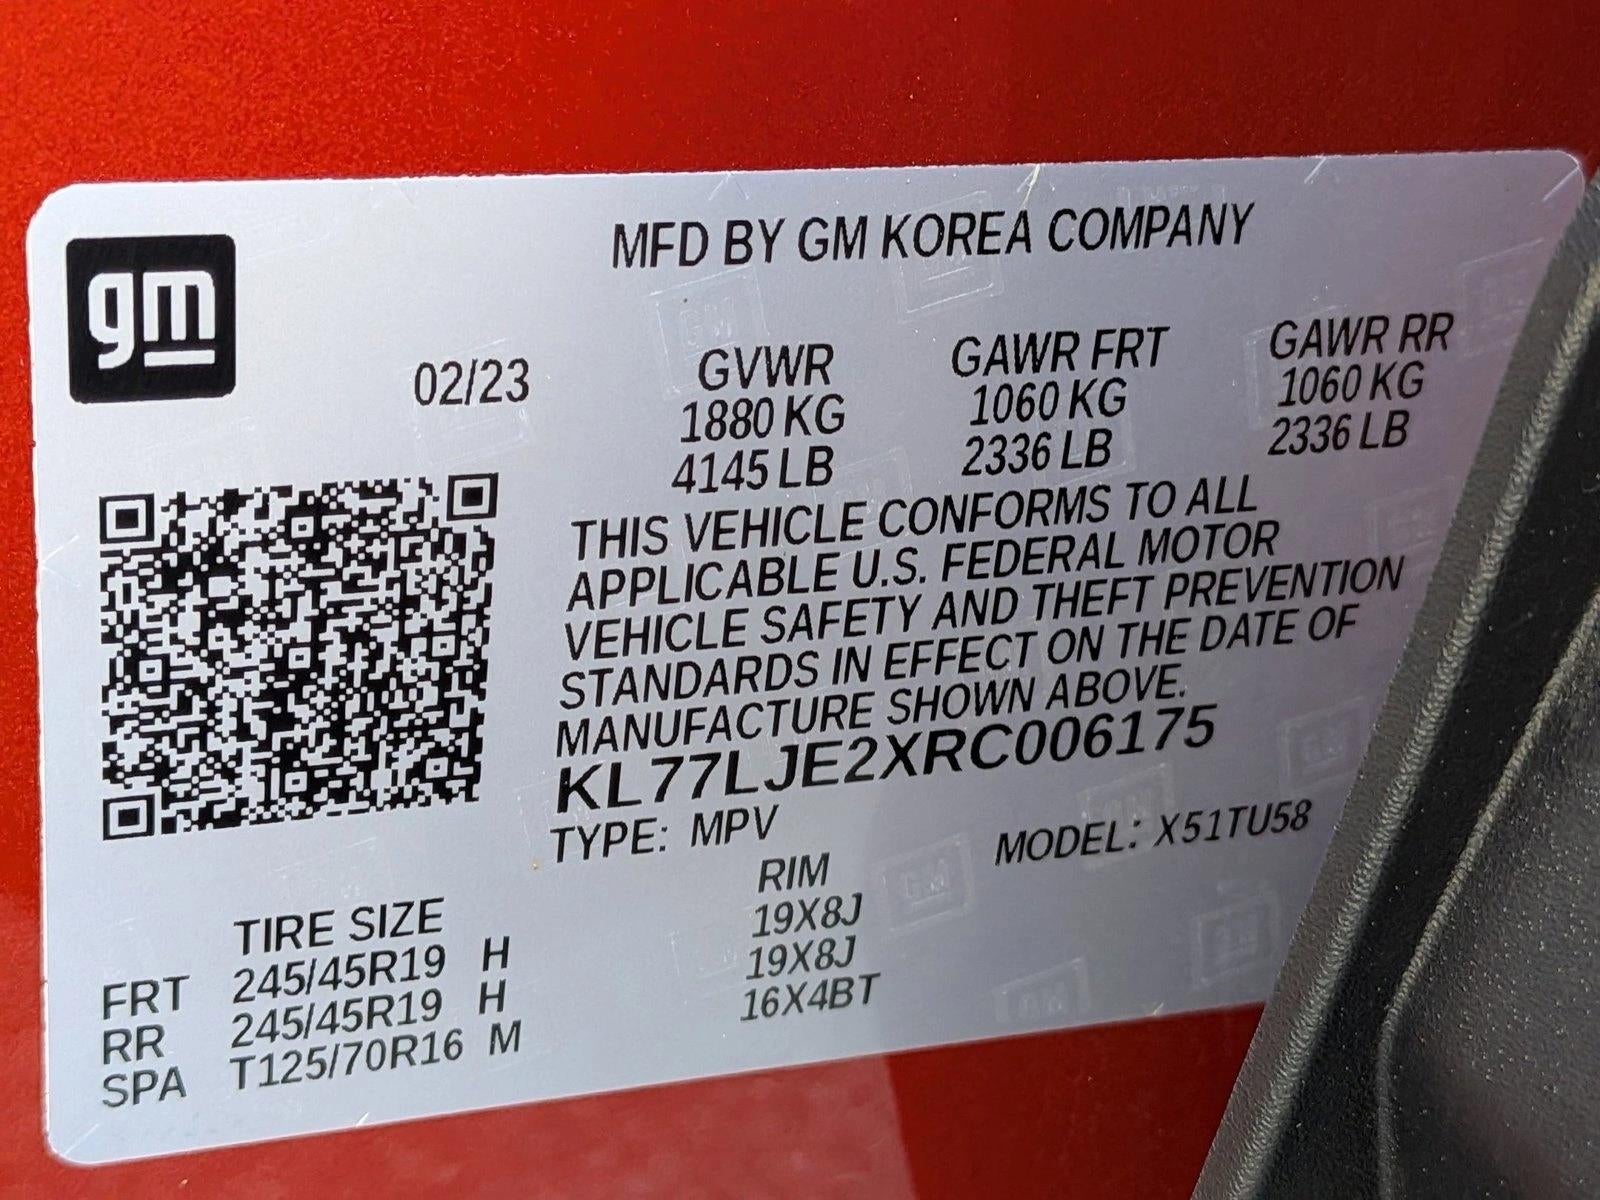 gm
MFD BY GM KOREA COMPANY
02/23
GVWR GAWR FRT GAWR RR
1880 KG 1060 KG 1060 KG
4145 LB 2336 LB 2336 LB
THIS VEHICLE CONFORMS TO ALL
APPLICABLE U.S. FEDERAL MOTOR
VEHICLE SAFETY AND THEFT PREVENTION
STANDARDS IN EFFECT ON THE DATE OF
MANUFACTURE SHOWN ABOVE.
KL77LJE2XRC006175
TYPE: MPV MODEL: X51TU58
TIRE SIZE RIM
FRT 245/45R19 H 19X8J
RR 245/45R19 H 19X8J
SPA T125/70R16 M 16X4BT